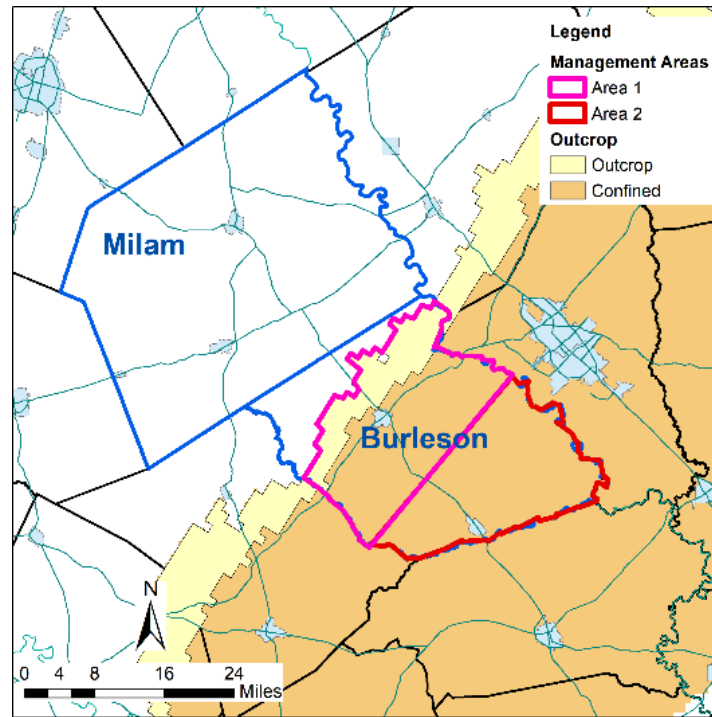 Legend
Management Areas
Area 1
Area 2
Outcrop
Outcrop
Confined
Milam
Burleson
N
0 4 8 16 24
Miles